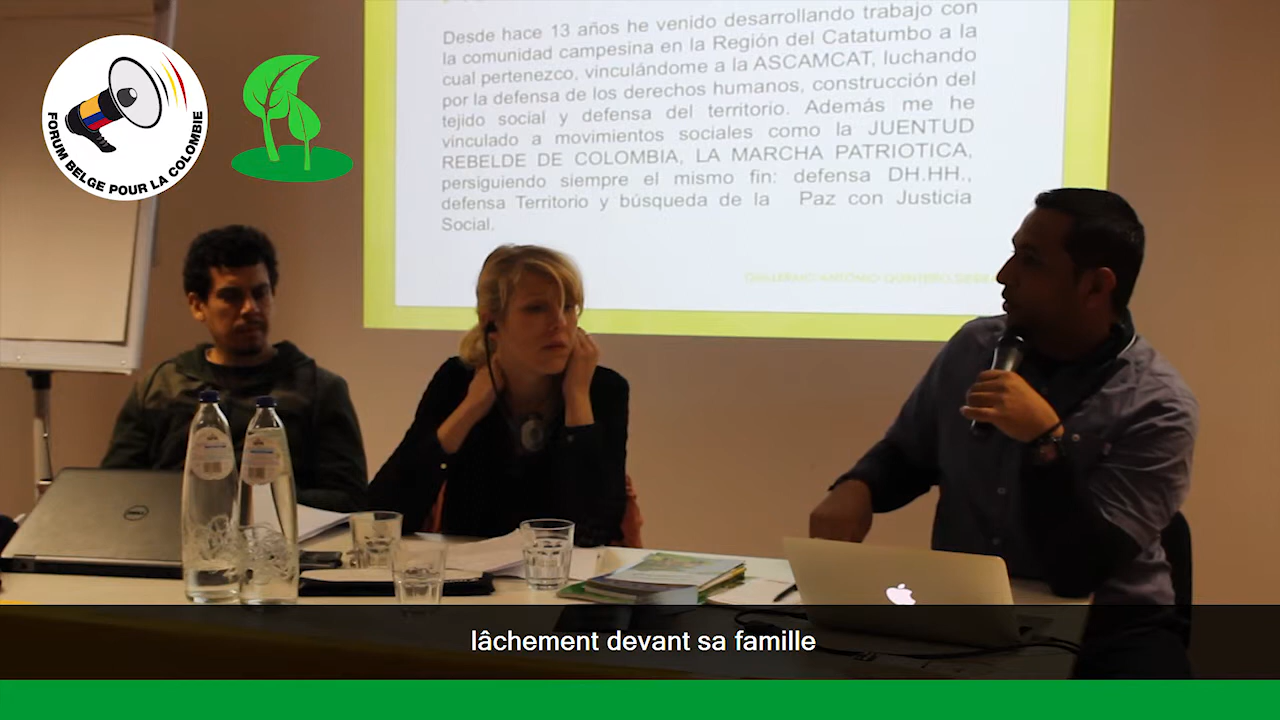 Desde hace 13 años he venido desarrollando trabajo con
la comunidad campesina en la Región del Catatumbo a la
cual pertenezco, vinculándome a la ASCAMCAT, luchando
por la defensa de los derechos humanos, construcción del
tejido social y defensa del territorio. Además me he
vinculado a movimientos sociales como la JUENTUD
REBELDE DE COLOMBIA, LA MARCHA PATRIOTICA,
persiguiendo siempre el mismo fin: defensa DH.HH.,
defensa Territorio y búsqueda de la Paz con Justicia
Social.
GUILLERMO ANTONIO QUINTERO
FORUM BELGE POUR LA COLOMBIE
DELL
lâchement devant sa famille